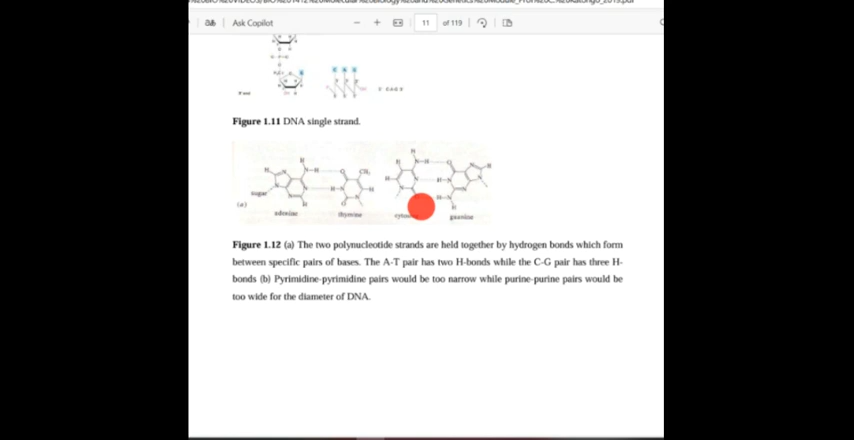 Ask Copilot
11 of 119
Figure 1.11 DNA single strand.
sugar
(a)
adenine thymine guanine
Figure 1.12 (a) The two polynucleotide strands are held together by hydrogen bonds which form
between specific pairs of bases. The A-T pair has two H-bonds while the C-G pair has three H-
bonds (b) Pyrimidine-pyrimidine pairs would be too narrow while purine-purine pairs would be
too wide for the diameter of DNA.